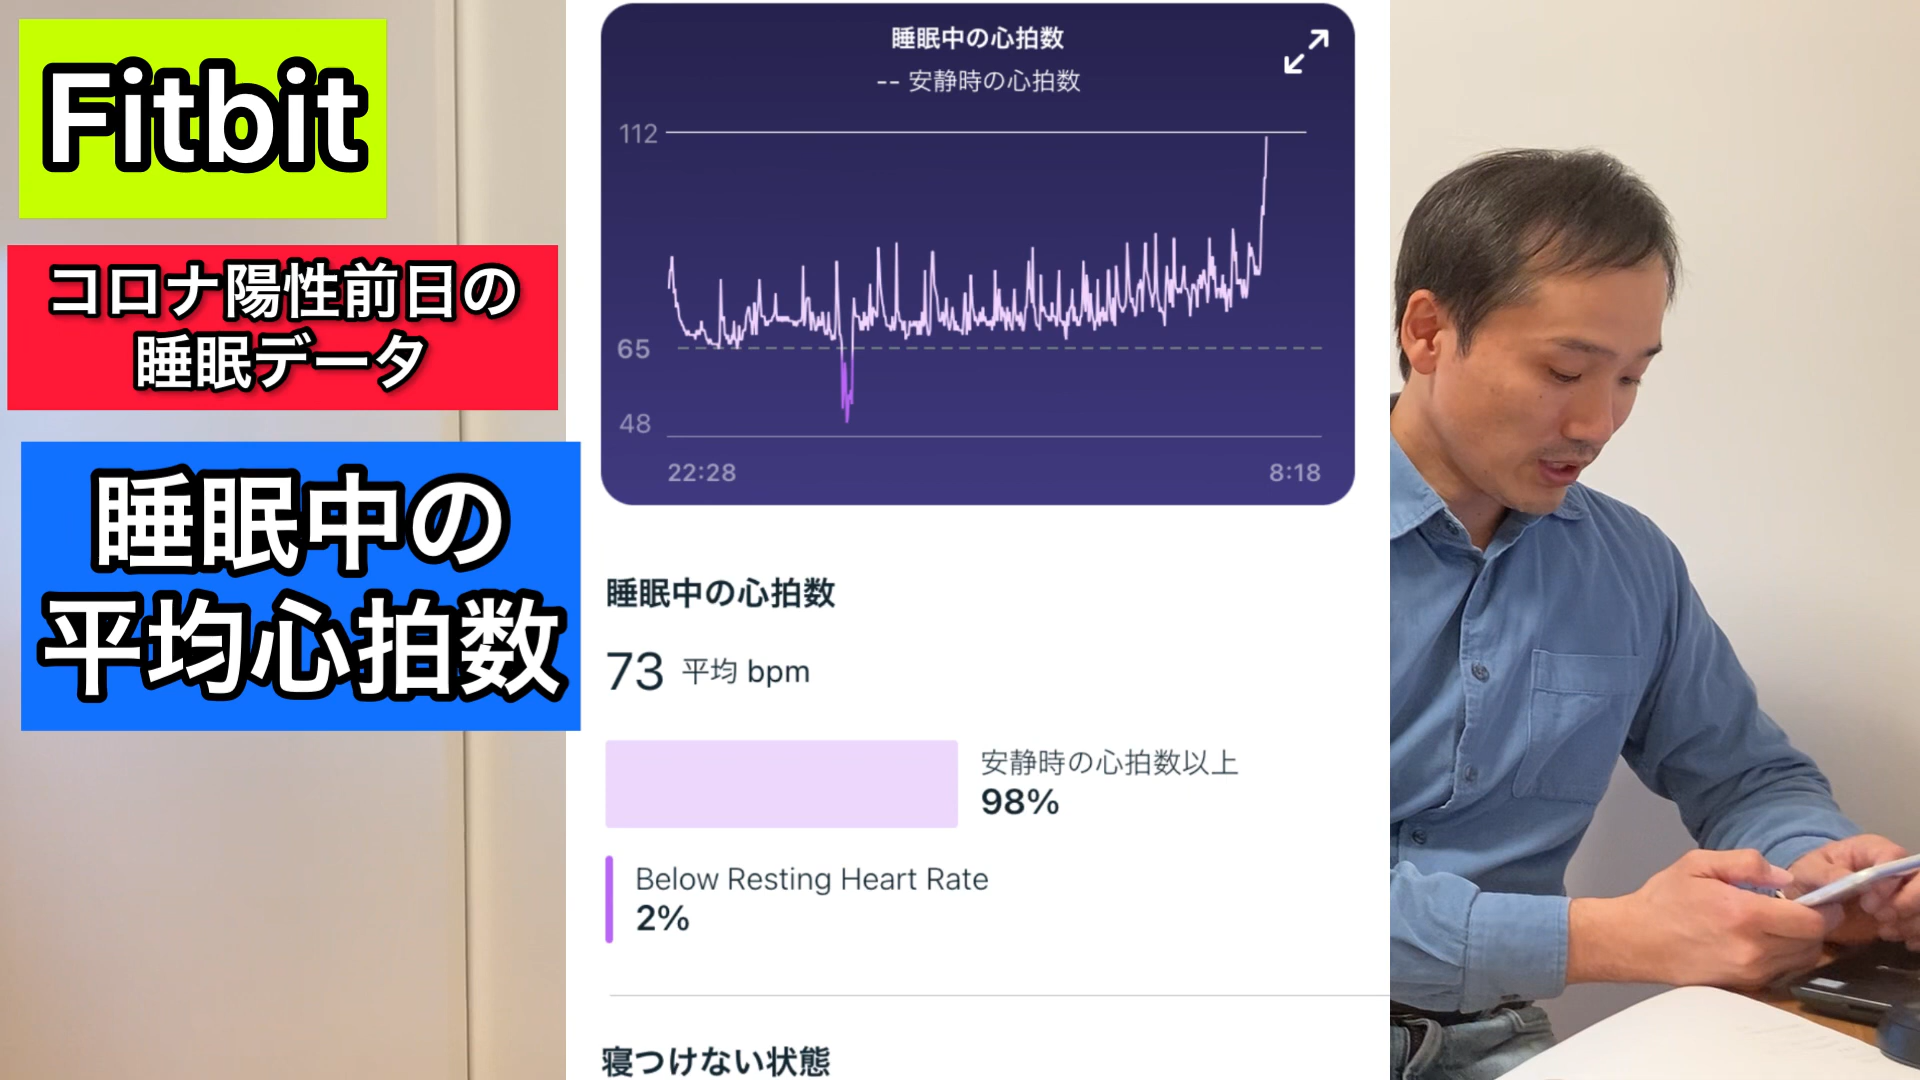 Fitbit
コロナ陽性前日の
睡眠データ
睡眠中の
平均心拍数
睡眠中の心拍数
-- 安静時の心拍数
112
65
48
22:28
8:18
睡眠中の心拍数
73 平均 bpm
安静時の心拍数以上
98%
Below Resting Heart Rate
2%
寝つけない状態